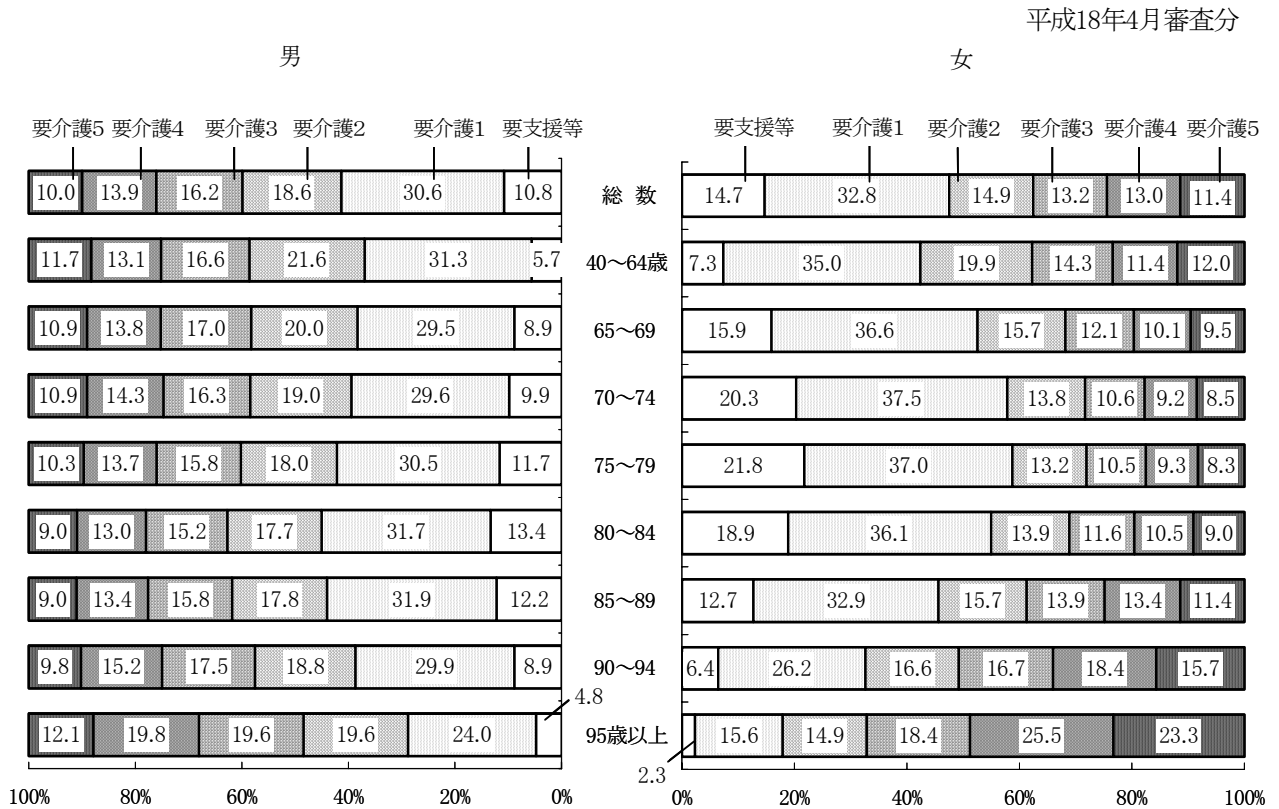 平成18年4月審査分
男 女
要介護5 要介護4 要介護3 要介護2 要介護1 要支援等 要支援等 要介護1 要介護2 要介護3 要介護4 要介護5
10.0 13.9 16.2 18.6 30.6 10.8 総 数 14.7 32.8 14.9 13.2 13.0 11.4
11.7 13.1 16.6 21.6 31.3 5.7 40～64歳 7.3 35.0 19.9 14.3 11.4 12.0
10.9 13.8 17.0 20.0 29.5 8.9 65～69 15.9 36.6 15.7 12.1 10.1 9.5
10.9 14.3 16.3 19.0 29.6 9.9 70～74 20.3 37.5 13.8 10.6 9.2 8.5
10.3 13.7 15.8 18.0 30.5 11.7 75～79 21.8 37.0 13.2 10.5 9.3 8.3
9.0 13.0 15.2 17.7 31.7 13.4 80～84 18.9 36.1 13.9 11.6 10.5 9.0
9.0 13.4 15.8 17.8 31.9 12.2 85～89 12.7 32.9 15.7 13.9 13.4 11.4
9.8 15.2 17.5 18.8 29.9 8.9 90～94 6.4 26.2 16.6 16.7 18.4 15.7
12.1 19.8 19.6 19.6 24.0 4.8 95歳以上 2.3 15.6 14.9 18.4 25.5 23.3
100% 80% 60% 40% 20% 0% 0% 20% 40% 60% 80% 100%